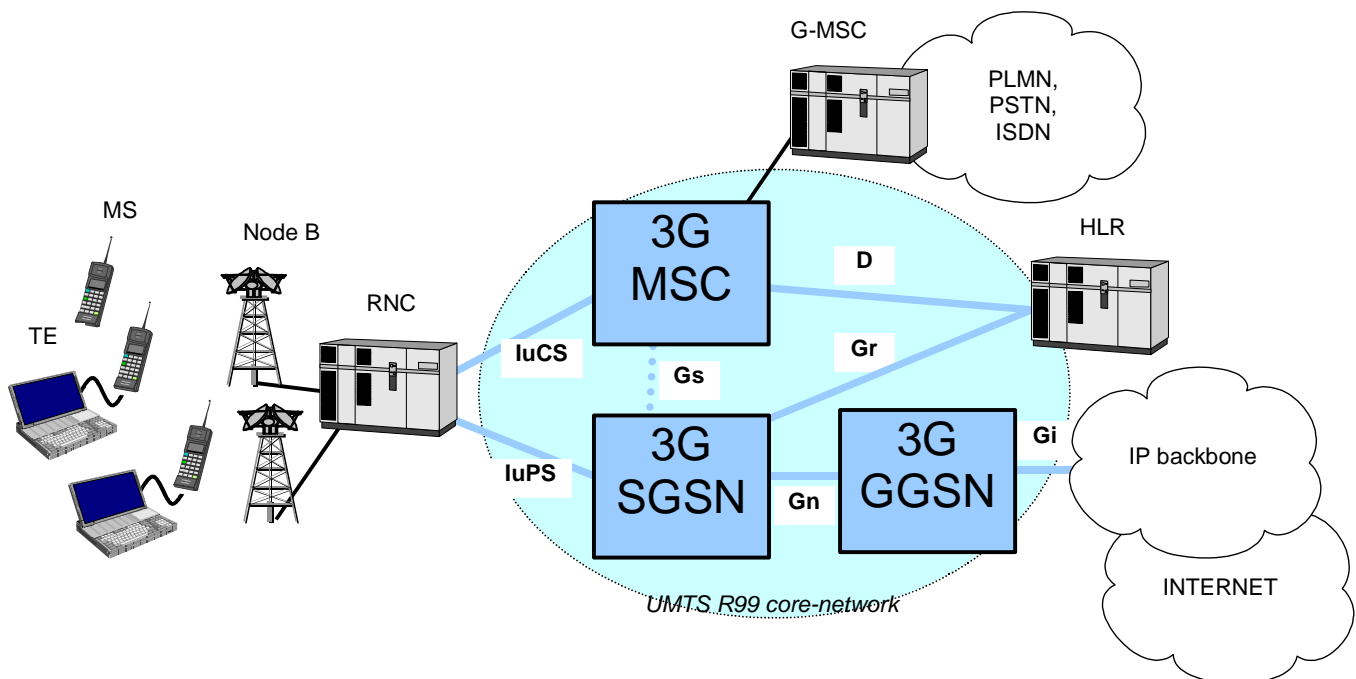 G-MSC
PLMN,
PSTN,
ISDN
MS
Node B
HLR
3G
MSC
D
TE
RNC
IuCS
Gr
Gs
3G
SGSN
3G
GGSN
Gi
IuPS
Gn
IP backbone
UMTS R99 core-network
INTERNET